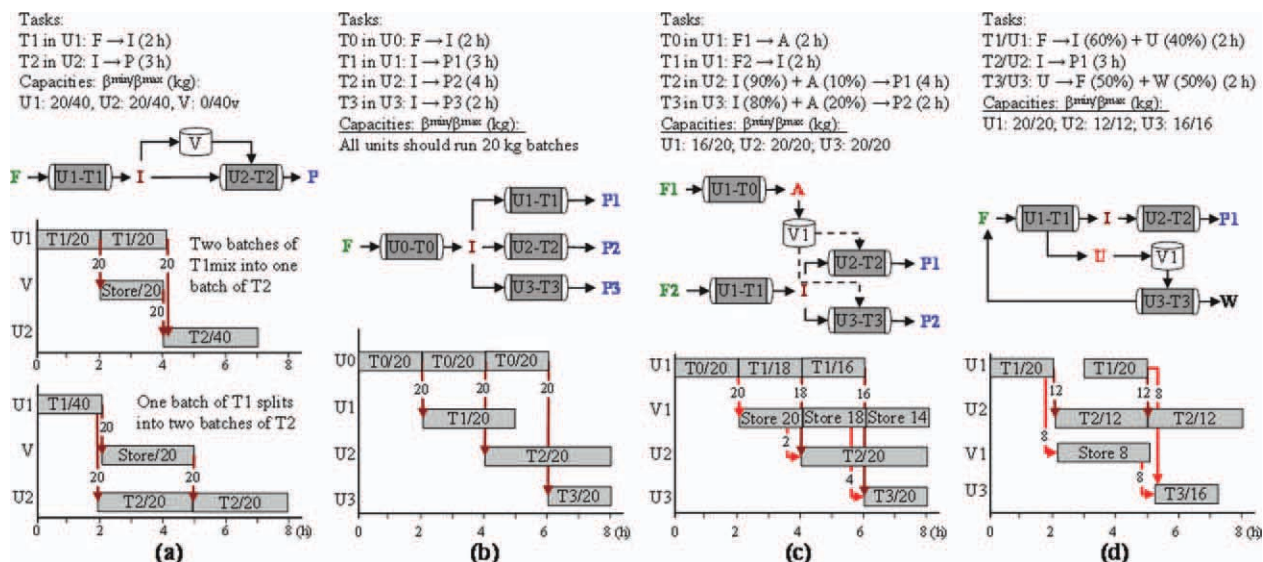 Tasks:
T1 in U1: F → I (2 h)
T2 in U2: I → P (3 h)
Capacities: βmin/βmax (kg):
U1: 20/40, U2: 20/40, V: 0/40v
V
F
U1-T1
I
U2-T2
P
U1
T1/20
T1/20
Two batches of
T1mix into one
batch of T2
20
20
V
Store/20
20
U2
T2/40
0 2 4 6 8 (h)
U1
T1/40
One batch of T1 splits
into two batches of T2
20
V
Store/20
20
20
U2
T2/20
T2/20
0 2 4 6 8 (h)
(a)
Tasks:
T0 in U0: F → I (2 h)
T1 in U1: I → P1 (3 h)
T2 in U2: I → P2 (4 h)
T3 in U3: I → P3 (2 h)
Capacities: βmin/βmax (kg):
All units should run 20 kg batches
U1-T1
P1
F
U0-T0
I
U2-T2
P2
U3-T3
P3
U0
T0/20
T0/20
T0/20
20
20
20
U1
T1/20
U2
T2/20
U3
T3/20
0 2 4 6 8 (h)
(b)
Tasks:
T0 in U1: F1 → A (2 h)
T1 in U1: F2 → I (2 h)
T2 in U2: I (90%) + A (10%) → P1 (4 h)
T3 in U3: I (80%) + A (20%) → P2 (2 h)
Capacities: βmin/βmax (kg):
U1: 16/20; U2: 20/20; U3: 20/20
F1
U1-T0
A
V1
U2-T2
P1
F2
U1-T1
I
U3-T3
P2
U1
T0/20
T1/18
T1/16
20
18
16
V1
Store 20
Store 18
Store 14
2
U2
T2/20
4
U3
T3/20
0 2 4 6 8 (h)
(c)
Tasks:
T1/U1: F → I (60%) + U (40%) (2 h)
T2/U2: I → P1 (3 h)
T3/U3: U → F (50%) + W (50%) (2 h)
Capacities: βmin/βmax (kg):
U1: 20/20; U2: 12/12; U3: 16/16
F
U1-T1
I
U2-T2
P1
U
V1
U3-T3
W
U1
T1/20
T1/20
12
12
8
U2
T2/12
T2/12
8
V1
Store 8
8
U3
T3/16
0 2 4 6 8 (h)
(d)